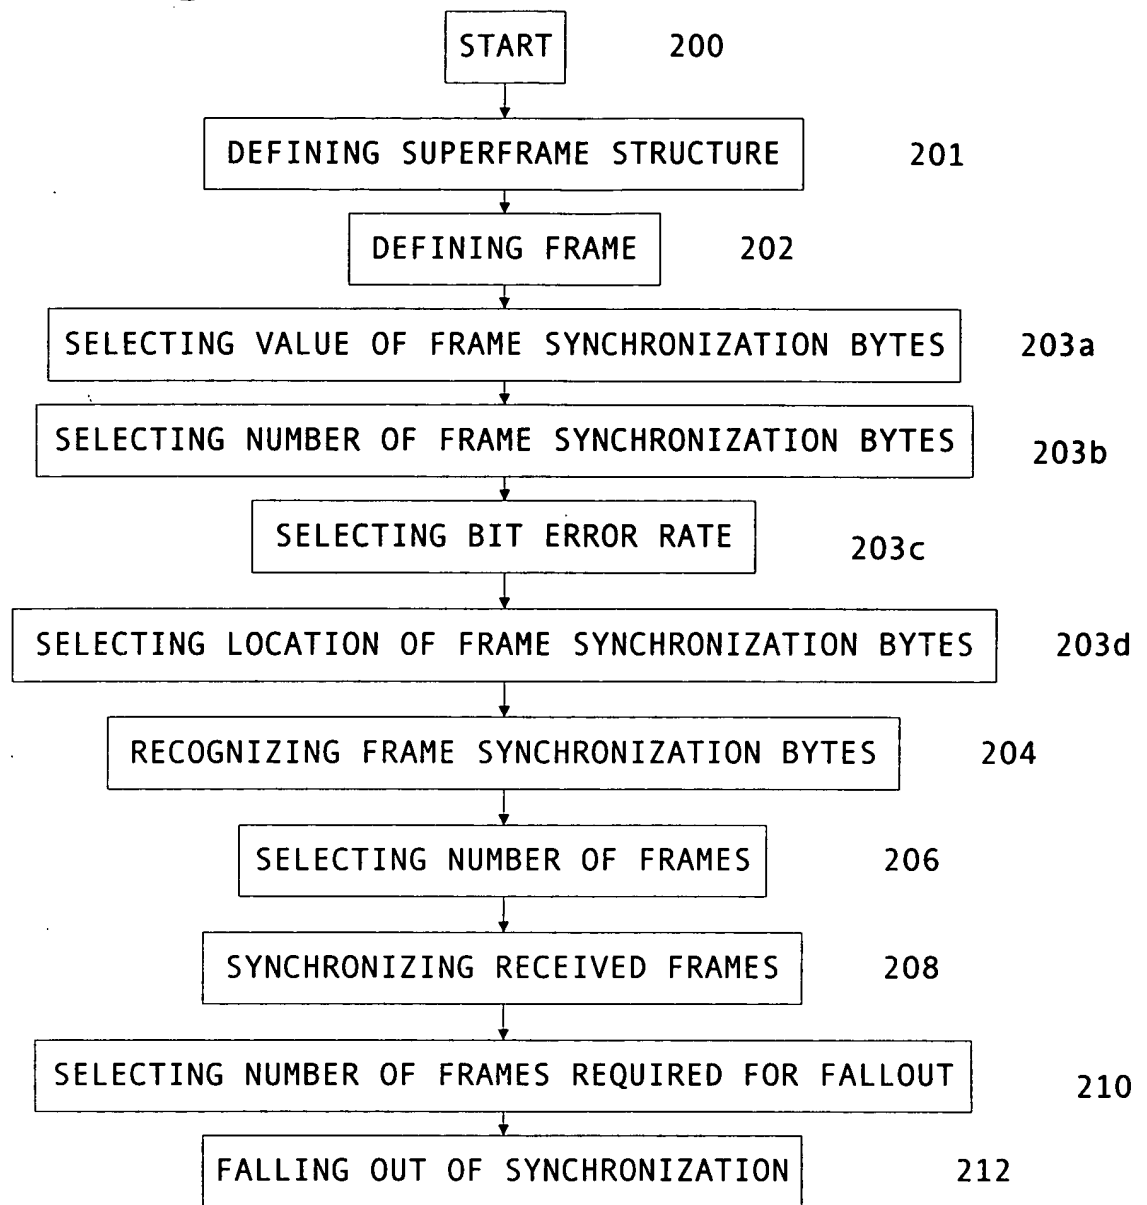 START 200
DEFINING SUPERFRAME STRUCTURE 201
DEFINING FRAME 202
SELECTING VALUE OF FRAME SYNCHRONIZATION BYTES 203a
SELECTING NUMBER OF FRAME SYNCHRONIZATION BYTES 203b
SELECTING BIT ERROR RATE 203c
SELECTING LOCATION OF FRAME SYNCHRONIZATION BYTES 203d
RECOGNIZING FRAME SYNCHRONIZATION BYTES 204
SELECTING NUMBER OF FRAMES 206
SYNCHRONIZING RECEIVED FRAMES 208
SELECTING NUMBER OF FRAMES REQUIRED FOR FALLOUT 210
FALLING OUT OF SYNCHRONIZATION 212